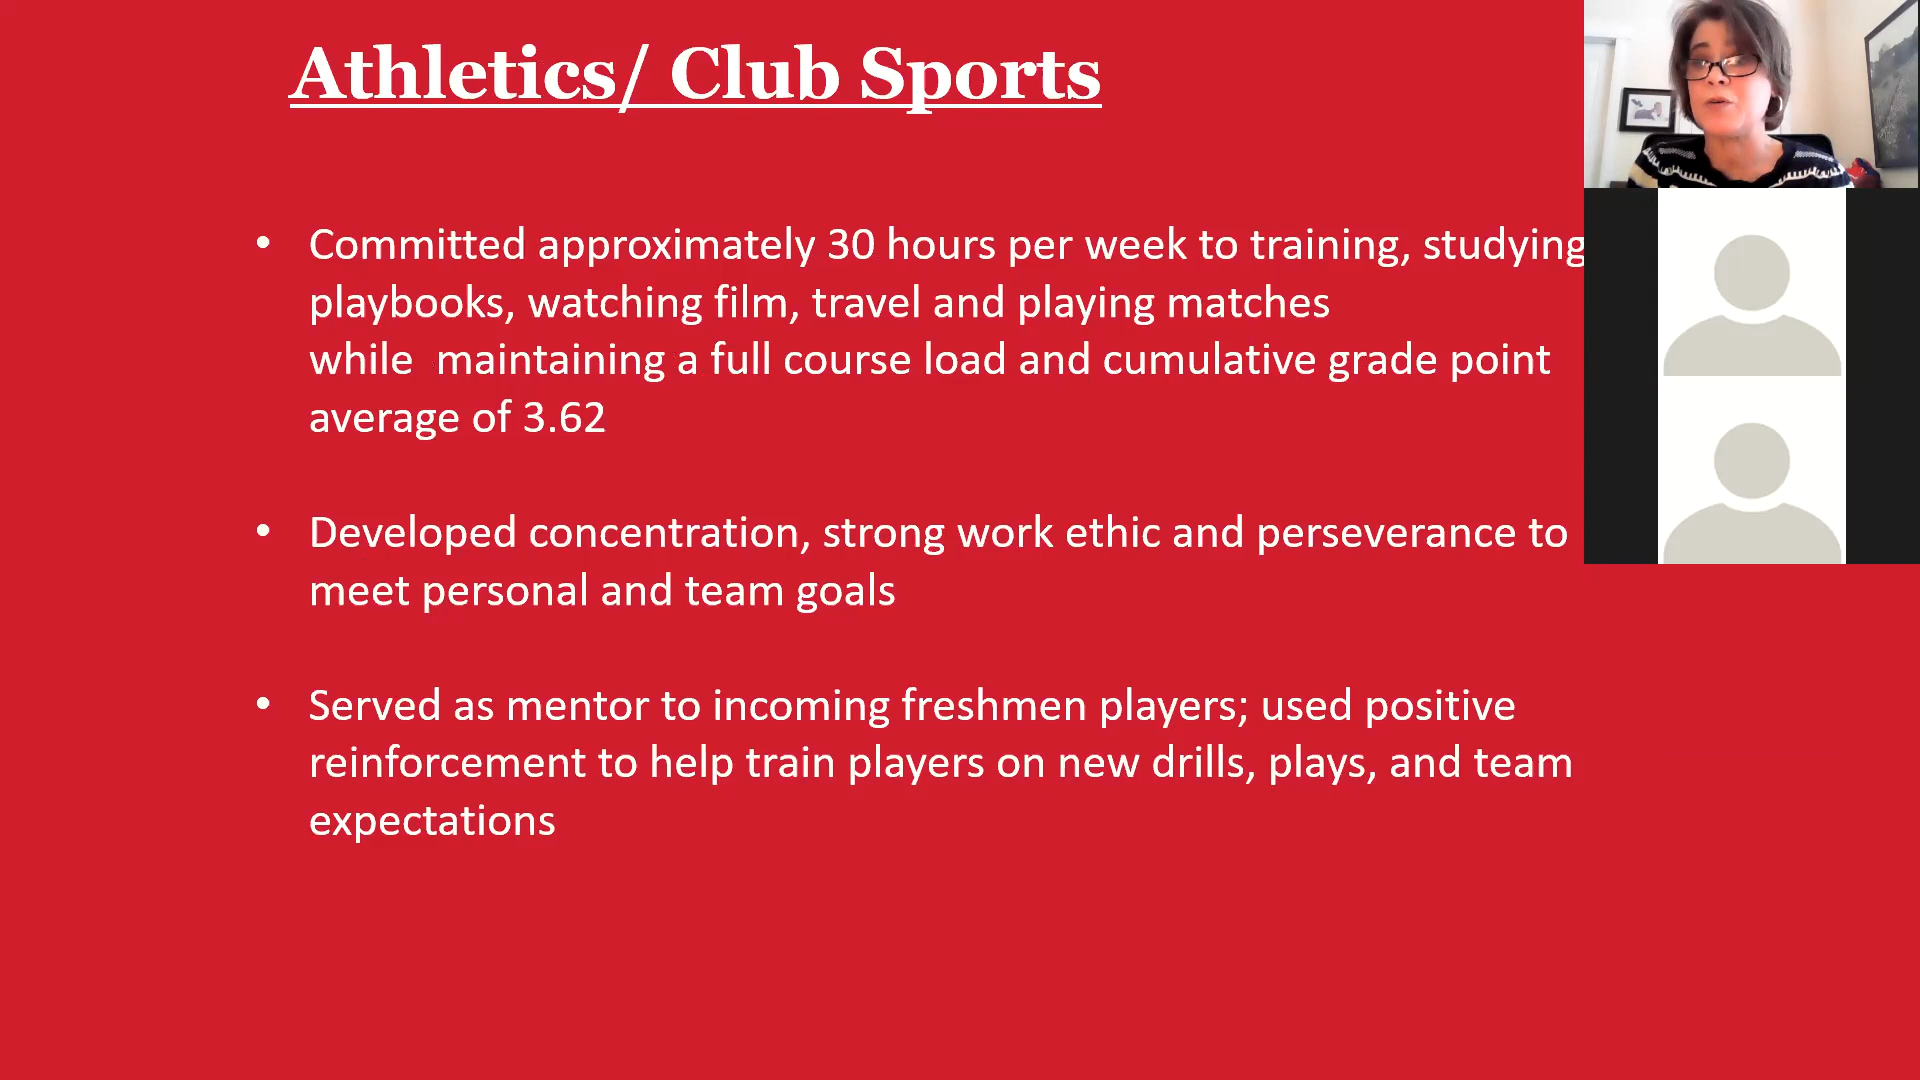 Athletics/ Club Sports
• Committed approximately 30 hours per week to training, studying
playbooks, watching film, travel and playing matches
while  maintaining a full course load and cumulative grade point
average of 3.62
• Developed concentration, strong work ethic and perseverance to
meet personal and team goals
• Served as mentor to incoming freshmen players; used positive
reinforcement to help train players on new drills, plays, and team
expectations